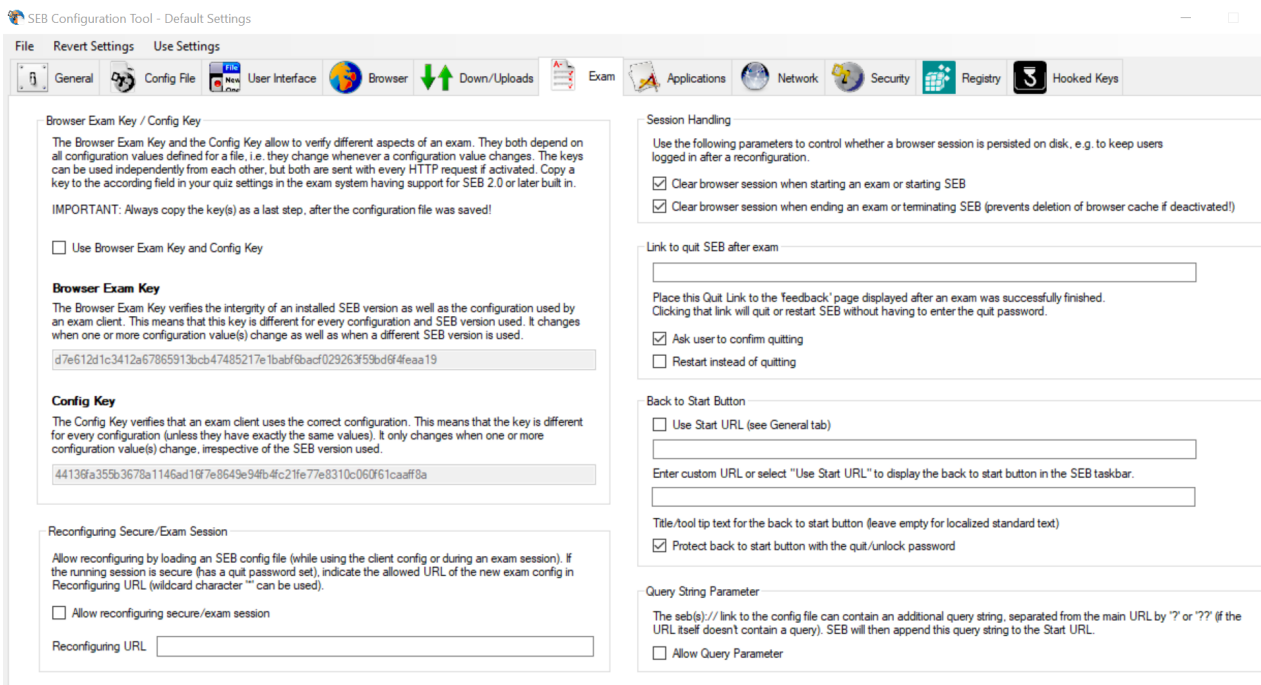 SEB Configuration Tool - Default Settings
File Revert Settings Use Settings
General Config File User Interface Browser Down/Uploads Exam Applications Network Security Registry Hooked Keys
Browser Exam Key / Config Key
The Browser Exam Key and the Config Key allow to verify different aspects of an exam. They both depend on
all configuration values defined for a file, i.e. they change whenever a configuration value changes. The keys
can be used independently from each other, but both are sent with every HTTP request if activated. Copy a
key to the according field in your quiz settings in the exam system having support for SEB 2.0 or later built in.
IMPORTANT: Always copy the key(s) as a last step, after the configuration file was saved!
Use Browser Exam Key and Config Key
Browser Exam Key
The Browser Exam Key verifies the intergrity of an installed SEB version as well as the configuration used by
an exam client. This means that this key is different for every configuration and SEB version used. It changes
when one or more configuration value(s) change as well as when a different SEB version is used.
d7e612d1c3412a67865913bcb47485217e1babf6bacf029263f59bd6f4feaa19
Config Key
The Config Key verifies that an exam client uses the correct configuration. This means that the key is different
for every configuration (unless they have exactly the same values). It only changes when one or more
configuration value(s) change, irrespective of the SEB version used.
44136fa355b3678a1146ad16f7e8649e94fb4fc21fe77e8310c060f61caaff8a
Reconfiguring Secure/Exam Session
Allow reconfiguring by loading an SEB config file (while using the client config or during an exam session). If
the running session is secure (has a quit password set), indicate the allowed URL of the new exam config in
Reconfiguring URL (wildcard character '*' can be used).
Allow reconfiguring secure/exam session
Reconfiguring URL
Session Handling
Use the following parameters to control whether a browser session is persisted on disk, e.g. to keep users
logged in after a reconfiguration.
Clear browser session when starting an exam or starting SEB
Clear browser session when ending an exam or terminating SEB (prevents deletion of browser cache if deactivated!)
Link to quit SEB after exam
Place this Quit Link to the 'feedback' page displayed after an exam was successfully finished.
Clicking that link will quit or restart SEB without having to enter the quit password.
Ask user to confirm quitting
Restart instead of quitting
Back to Start Button
Use Start URL (see General tab)
Enter custom URL or select "Use Start URL" to display the back to start button in the SEB taskbar.
Title/tool tip text for the back to start button (leave empty for localized standard text)
Protect back to start button with the quit/unlock password
Query String Parameter
The seb(s):// link to the config file can contain an additional query string, separated from the main URL by '?' or '??' (if the
URL itself doesn't contain a query). SEB will then append this query string to the Start URL.
Allow Query Parameter